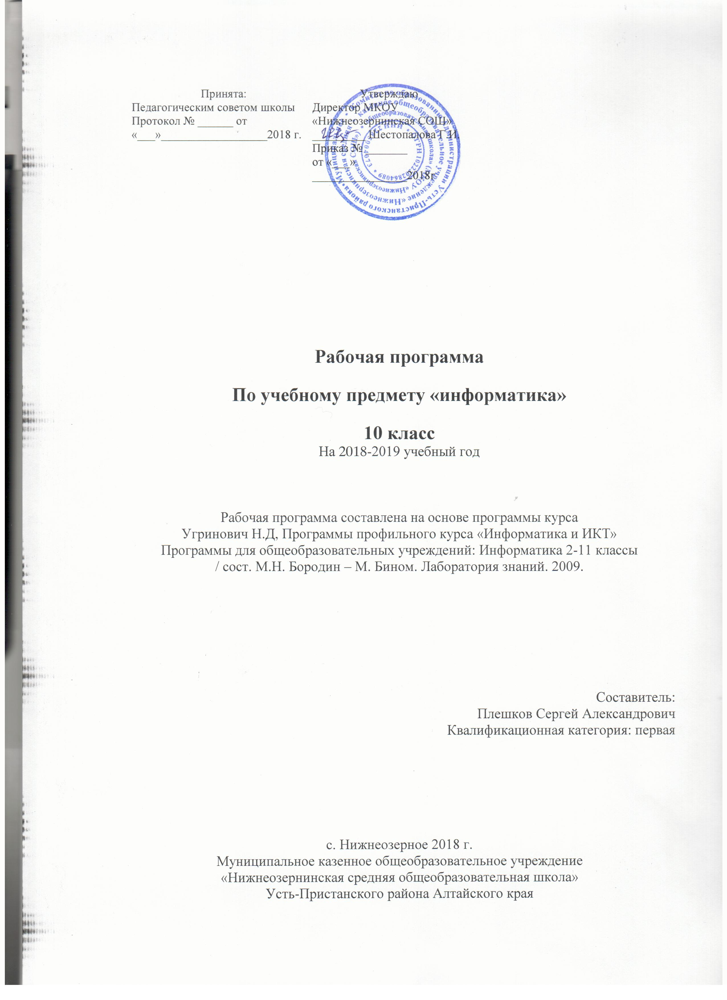 Принята:
Педагогическим советом школы
Протокол № ______ от
«___»__________________2018 г.
Утверждаю
Директор МКОУ
«Нижнеозернинская СОШ»
_________ Шестопалова Г.И.
Приказ № _______
от «___»
________________2018г
Рабочая программа
По учебному предмету «информатика»
10 класс
На 2018-2019 учебный год
Рабочая программа составлена на основе программы курса
Угринович Н.Д, Программы профильного курса «Информатика и ИКТ»
Программы для общеобразовательных учреждений: Информатика 2-11 классы
/ сост. М.Н. Бородин – М. Бином. Лаборатория знаний. 2009.
Составитель:
Плешков Сергей Александрович
Квалификационная категория: первая
с. Нижнеозерное 2018 г.
Муниципальное казенное общеобразовательное учреждение
«Нижнеозернинская средняя общеобразовательная школа»
Усть-Пристанского района Алтайского края